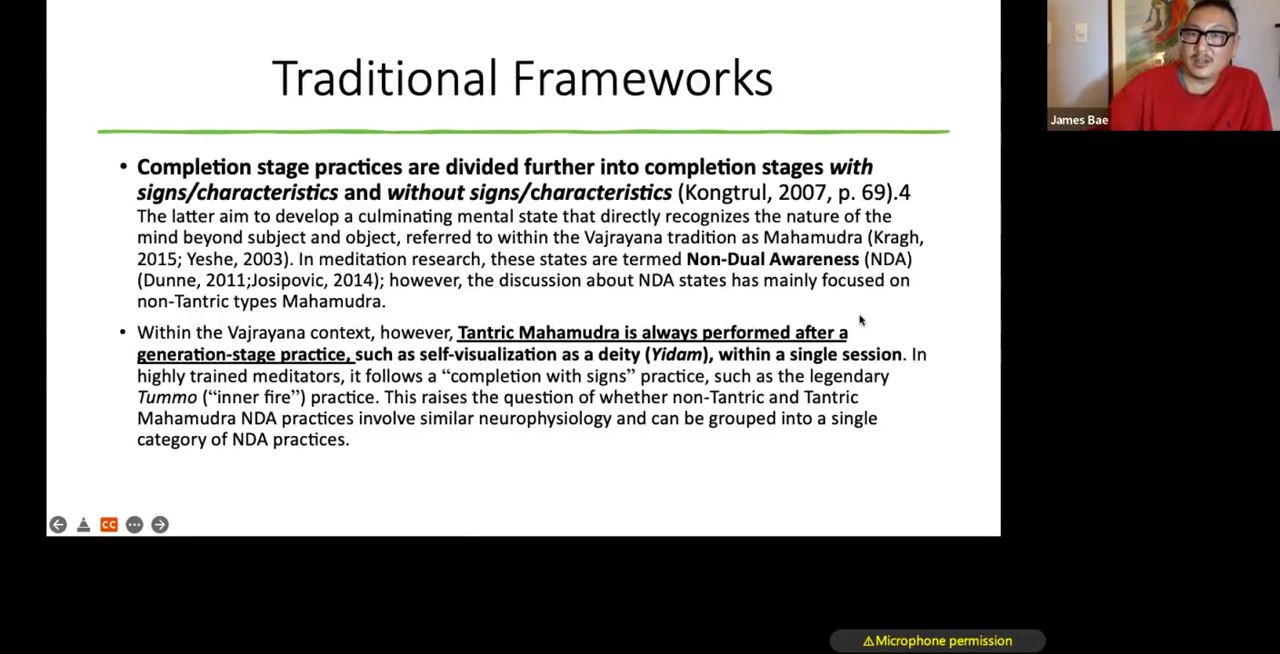 Traditional Frameworks
• Completion stage practices are divided further into completion stages with
signs/characteristics and without signs/characteristics (Kongtrul, 2007, p. 69).4
The latter aim to develop a culminating mental state that directly recognizes the nature of the
mind beyond subject and object, referred to within the Vajrayana tradition as Mahamudra (Kragh,
2015; Yeshe, 2003). In meditation research, these states are termed Non-Dual Awareness (NDA)
(Dunne, 2011;Josipovic, 2014); however, the discussion about NDA states has mainly focused on
non-Tantric types Mahamudra.
• Within the Vajrayana context, however, Tantric Mahamudra is always performed after a
generation-stage practice, such as self-visualization as a deity (Yidam), within a single session. In
highly trained meditators, it follows a “completion with signs” practice, such as the legendary
Tummo (“inner fire”) practice. This raises the question of whether non-Tantric and Tantric
Mahamudra NDA practices involve similar neurophysiology and can be grouped into a single
category of NDA practices.
CC
James Bae
⚠Microphone permission